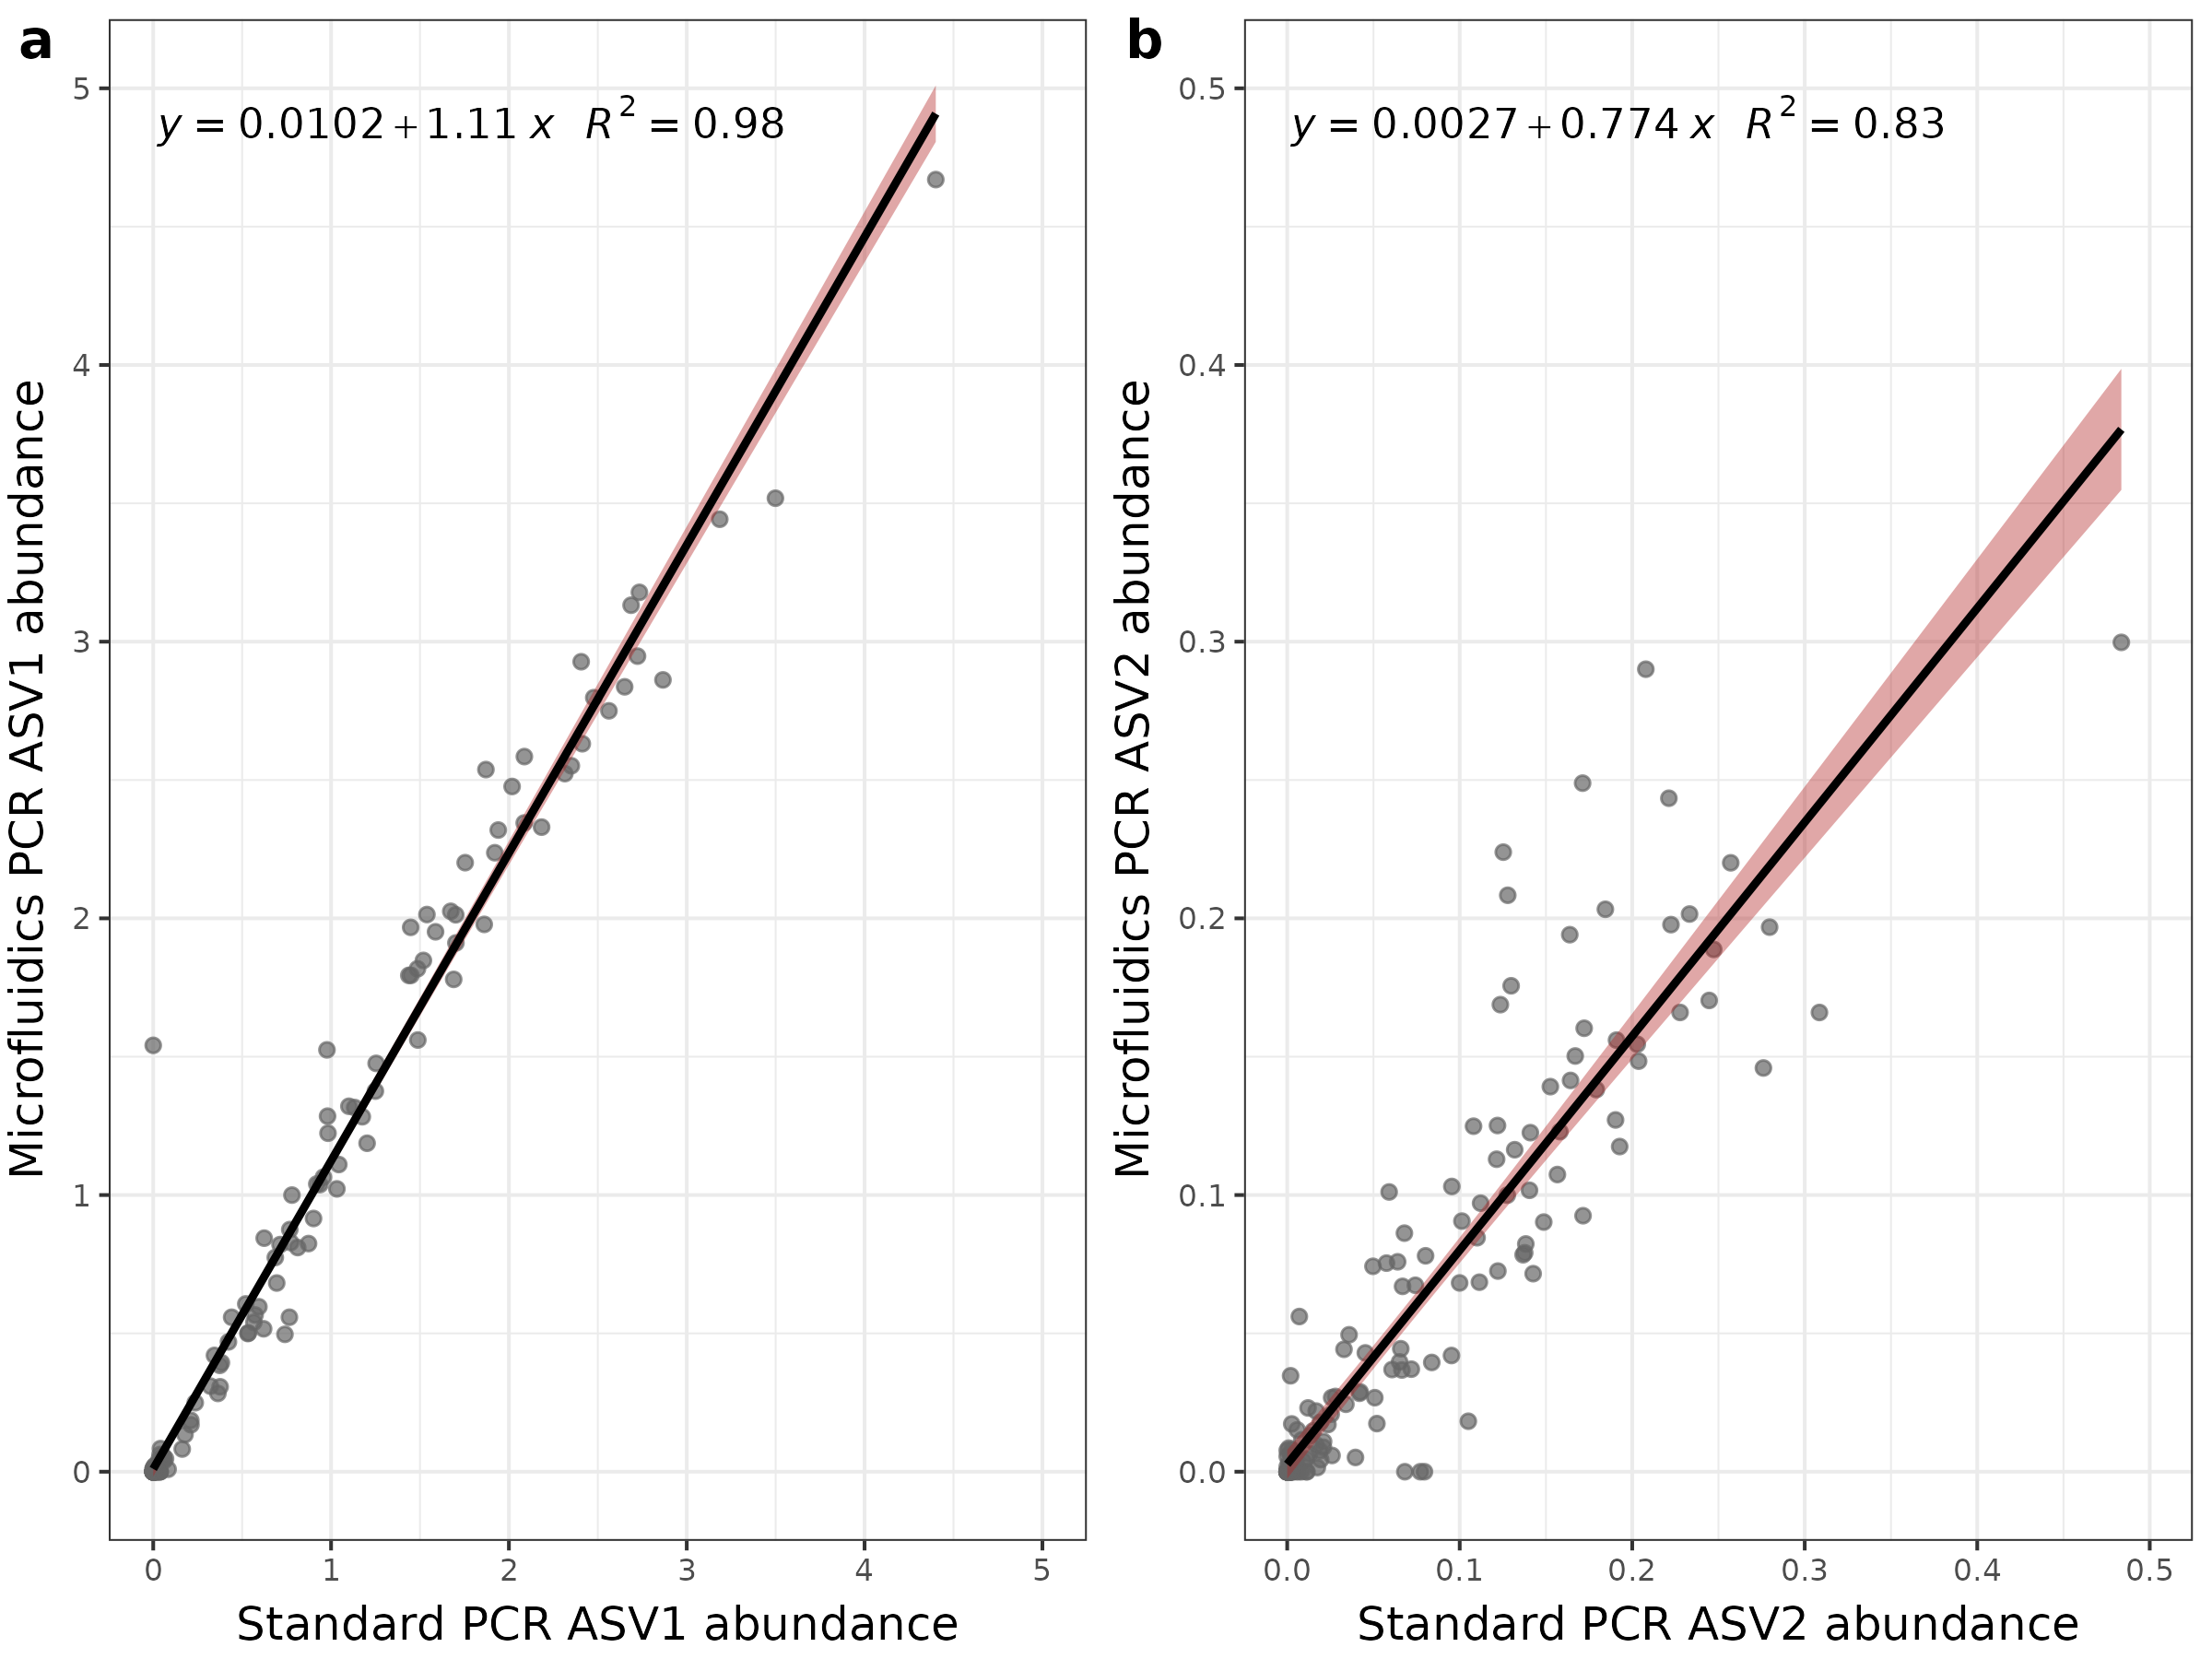 a
y = 0.0102 + 1.11 x R² = 0.98
Microfluidics PCR ASV1 abundance
5
4
3
2
1
0
0 1 2 3 4 5
Standard PCR ASV1 abundance
b
y = 0.0027 + 0.774 x R² = 0.83
Microfluidics PCR ASV2 abundance
0.5
0.4
0.3
0.2
0.1
0.0
0.0 0.1 0.2 0.3 0.4 0.5
Standard PCR ASV2 abundance